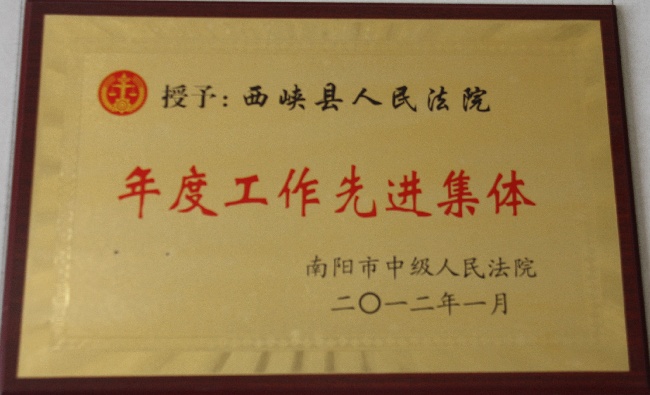 授予：西峡县人民法院
年度工作先进集体
南阳市中级人民法院
二〇一二年一月